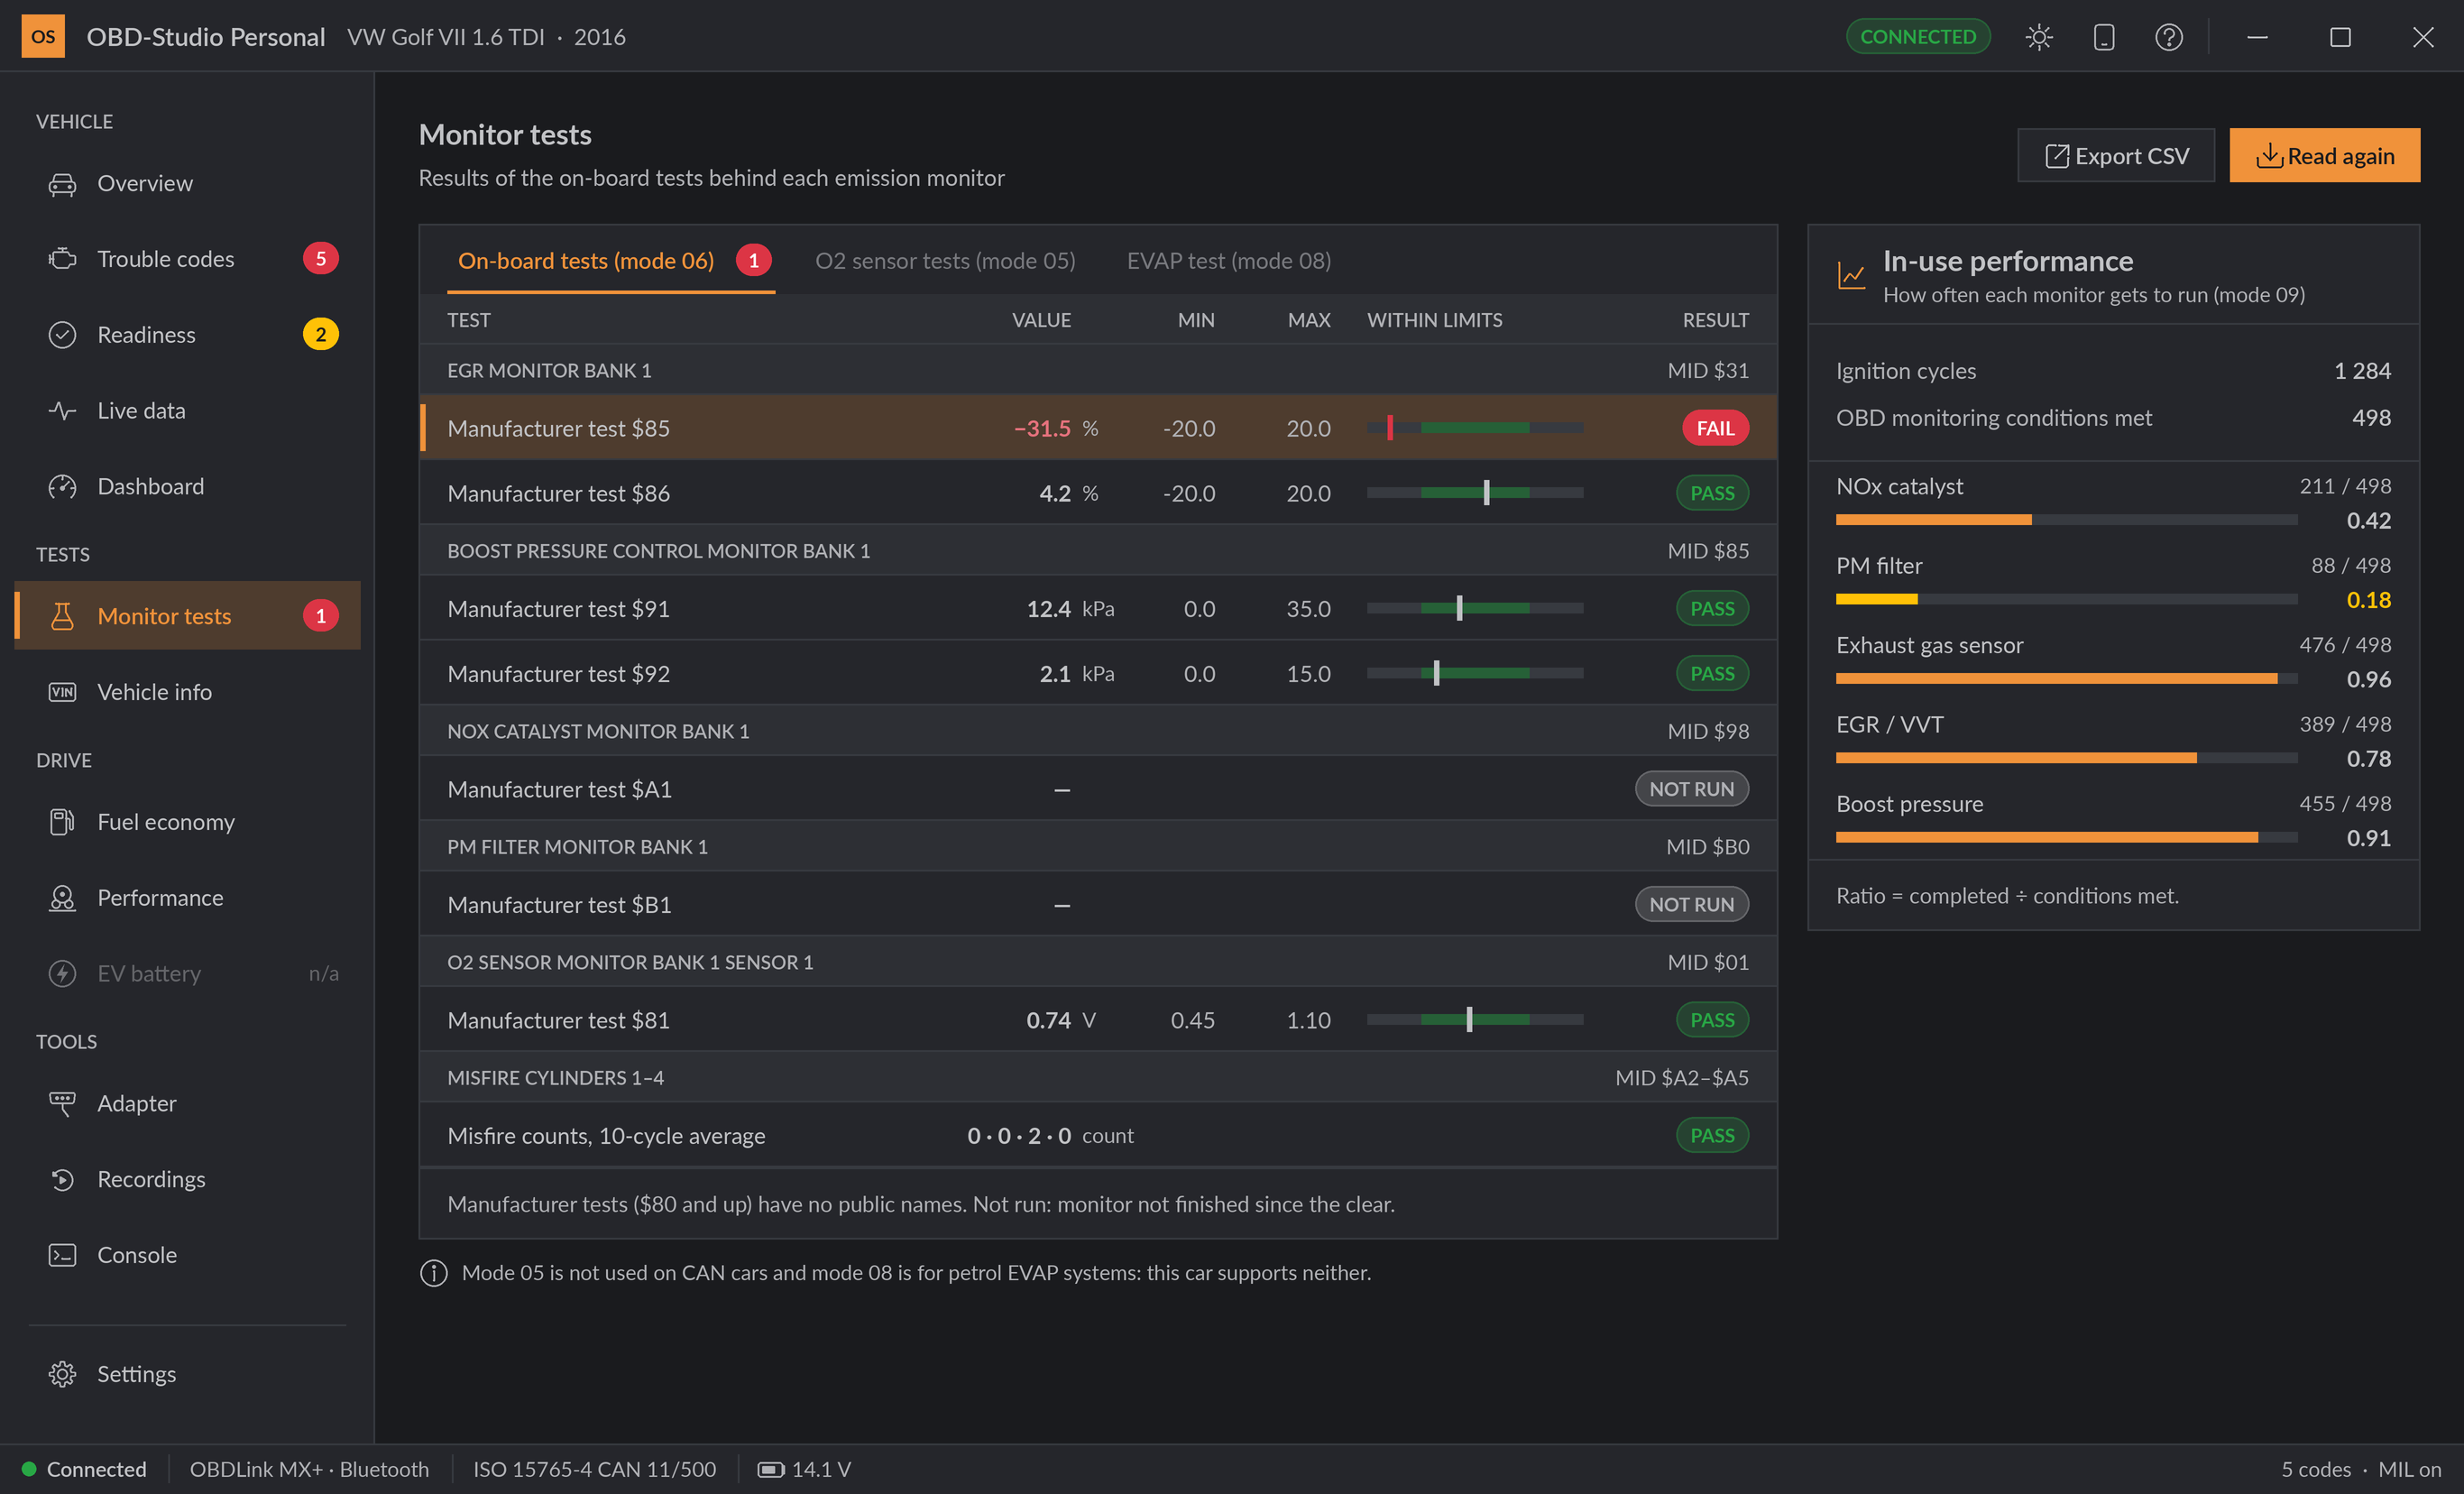 OS OBD-Studio Personal VW Golf VII 1.6 TDI · 2016 CONNECTED
VEHICLE
Overview
Trouble codes 5
Readiness 2
Live data
Dashboard
TESTS
Monitor tests 1
VIN Vehicle info
DRIVE
Fuel economy
Performance
EV battery n/a
TOOLS
Adapter
Recordings
Console
Settings
Monitor tests
Results of the on-board tests behind each emission monitor
Export CSV Read again
On-board tests (mode 06) 1 O2 sensor tests (mode 05) EVAP test (mode 08)
TEST VALUE MIN MAX WITHIN LIMITS RESULT
EGR MONITOR BANK 1 MID $31
Manufacturer test $85 −31.5 % -20.0 20.0 FAIL
Manufacturer test $86 4.2 % -20.0 20.0 PASS
BOOST PRESSURE CONTROL MONITOR BANK 1 MID $85
Manufacturer test $91 12.4 kPa 0.0 35.0 PASS
Manufacturer test $92 2.1 kPa 0.0 15.0 PASS
NOX CATALYST MONITOR BANK 1 MID $98
Manufacturer test $A1 — NOT RUN
PM FILTER MONITOR BANK 1 MID $B0
Manufacturer test $B1 — NOT RUN
O2 SENSOR MONITOR BANK 1 SENSOR 1 MID $01
Manufacturer test $81 0.74 V 0.45 1.10 PASS
MISFIRE CYLINDERS 1–4 MID $A2–$A5
Misfire counts, 10-cycle average 0 · 0 · 2 · 0 count PASS
Manufacturer tests ($80 and up) have no public names. Not run: monitor not finished since the clear.
Mode 05 is not used on CAN cars and mode 08 is for petrol EVAP systems: this car supports neither.
In-use performance
How often each monitor gets to run (mode 09)
Ignition cycles 1 284
OBD monitoring conditions met 498
NOx catalyst 211 / 498
0.42
PM filter 88 / 498
0.18
Exhaust gas sensor 476 / 498
0.96
EGR / VVT 389 / 498
0.78
Boost pressure 455 / 498
0.91
Ratio = completed ÷ conditions met.
Connected OBDLink MX+ · Bluetooth ISO 15765-4 CAN 11/500 14.1 V 5 codes · MIL on